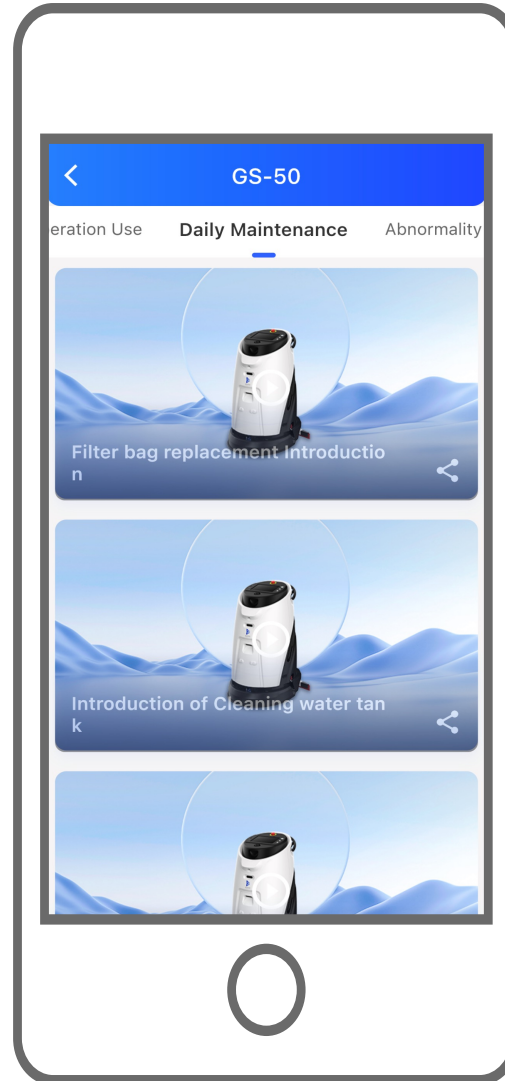 GS-50
eration Use Daily Maintenance Abnormality
Filter bag replacement Introductio
n
Introduction of Cleaning water tan
k